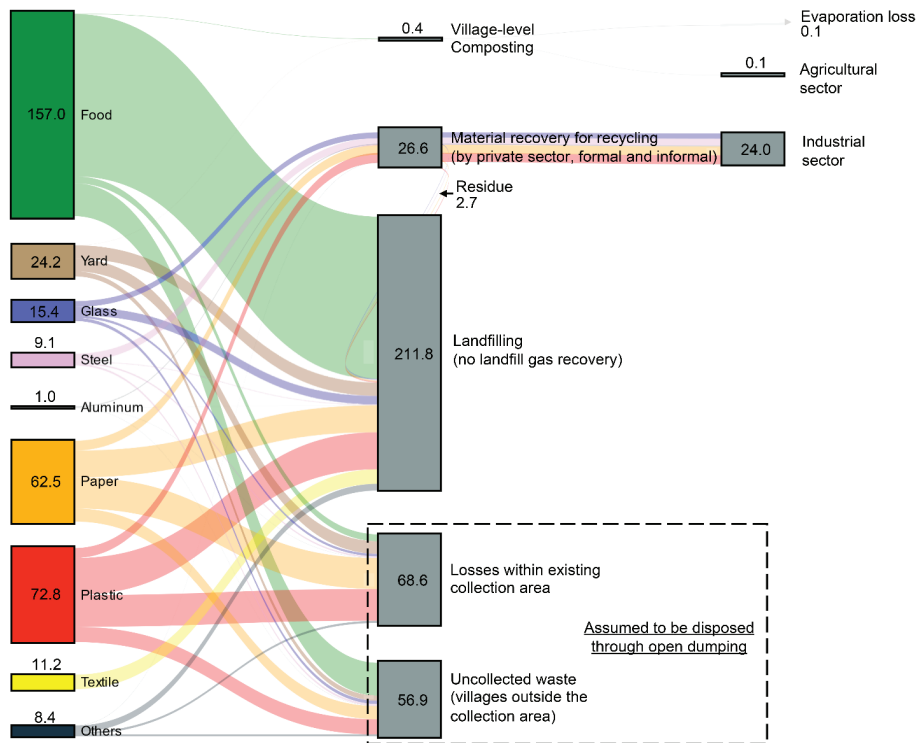 0.4
Village-level
Composting
Evaporation loss
0.1
0.1
Agricultural
sector
157.0
Food
26.6
Material recovery for recycling
(by private sector, formal and informal)
24.0
Industrial
sector
Residue
2.7
24.2
Yard
15.4
Glass
9.1
Steel
1.0
Aluminum
211.8
Landfilling
(no landfill gas recovery)
62.5
Paper
72.8
Plastic
68.6
Losses within existing
collection area
Assumed to be disposed
through open dumping
11.2
Textile
56.9
Uncollected waste
(villages outside the
collection area)
8.4
Others